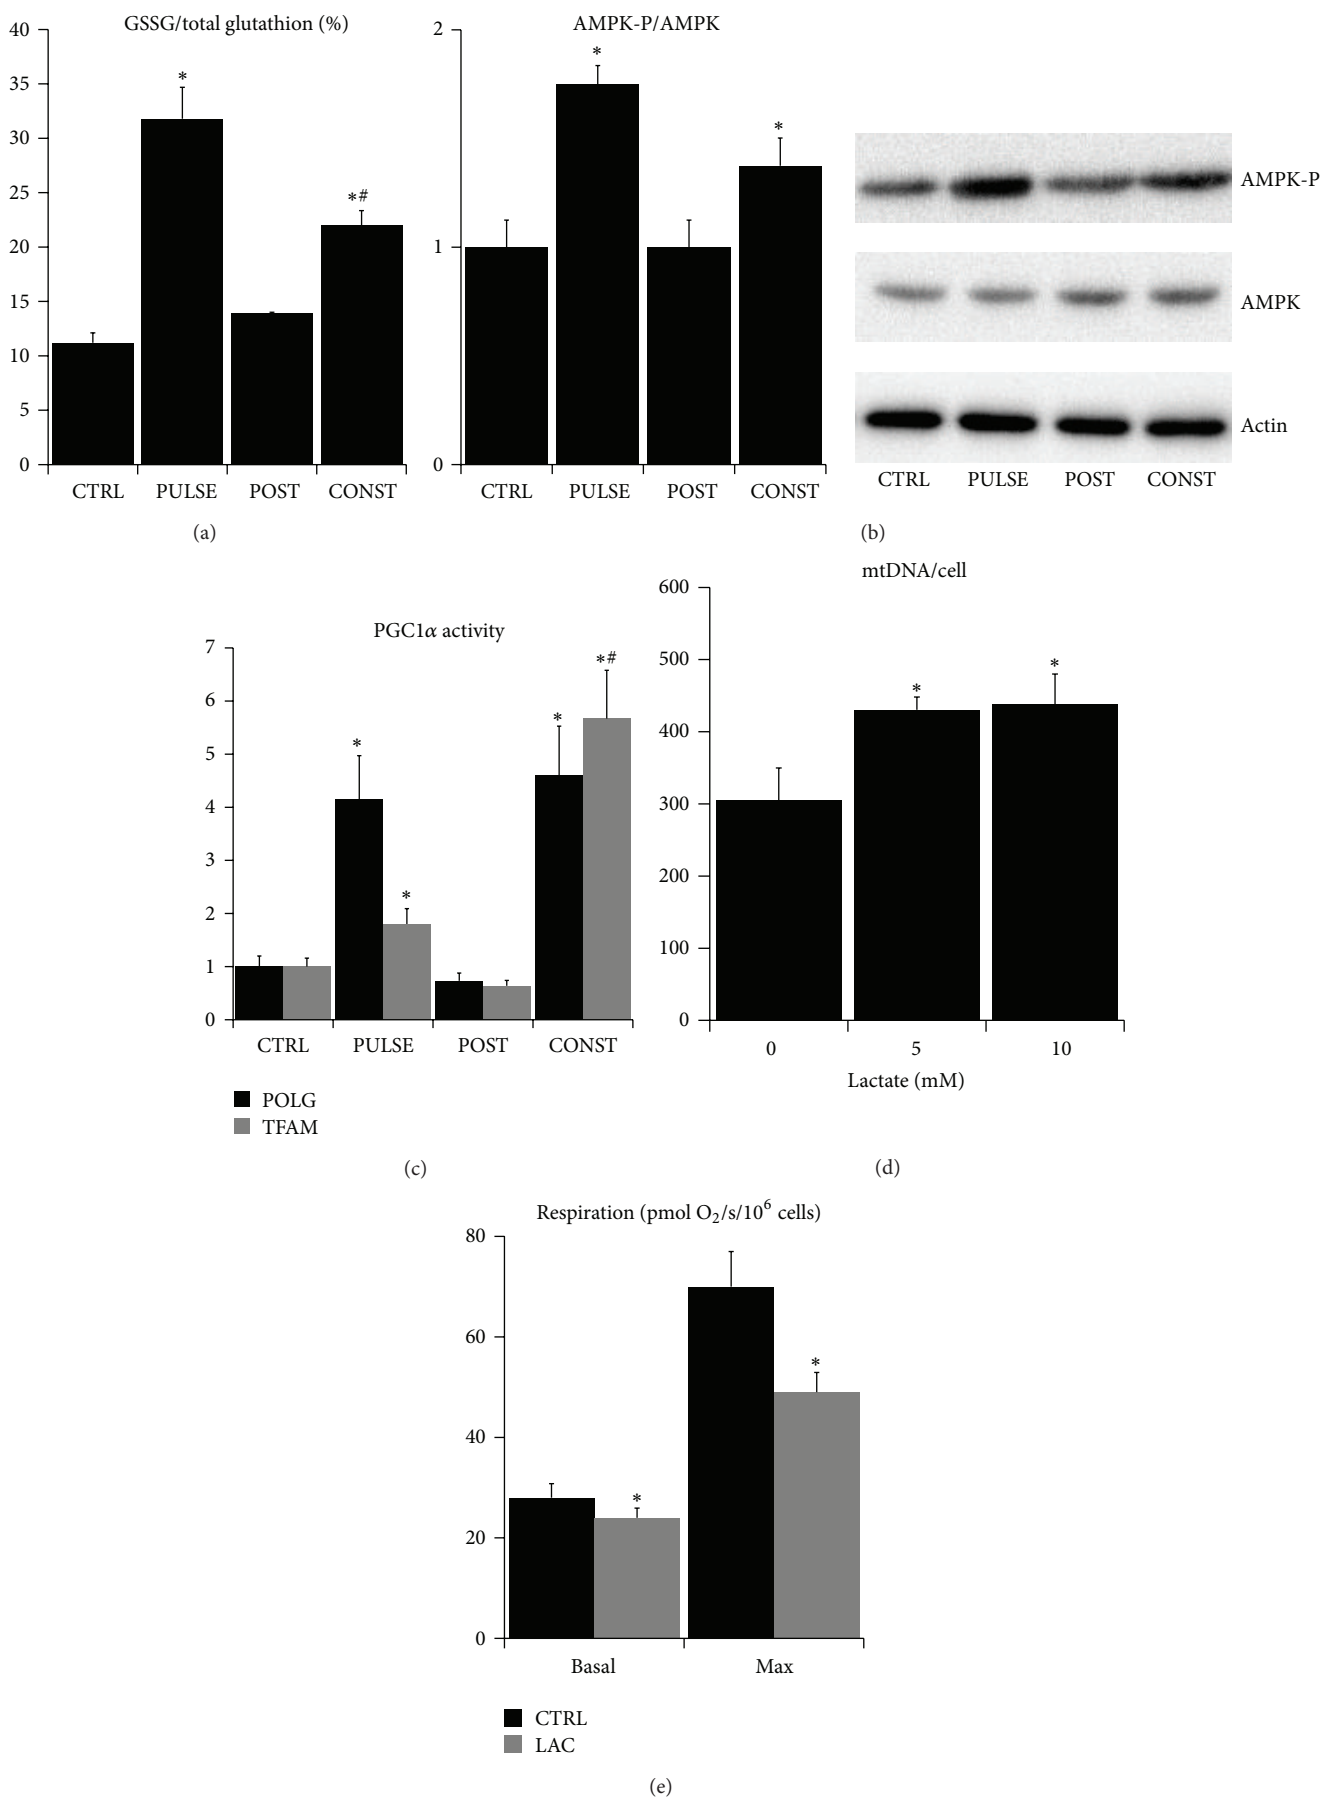 GSSG/total glutathion (%)
40
35
30
25
20
15
10
5
0
*
*#
CTRL PULSE POST CONST
(a)
AMPK-P/AMPK
2
1
0
*
*
CTRL PULSE POST CONST
AMPK-P
AMPK
Actin
CTRL PULSE POST CONST
(b)
PGC1α activity
7
6
5
4
3
2
1
0
*
*
*
*#
CTRL PULSE POST CONST
POLG
TFAM
(c)
mtDNA/cell
600
500
400
300
200
100
0
*
*
0 5 10
Lactate (mM)
(d)
Respiration (pmol O₂/s/10⁶ cells)
80
60
40
20
0
*
*
Basal Max
CTRL
LAC
(e)